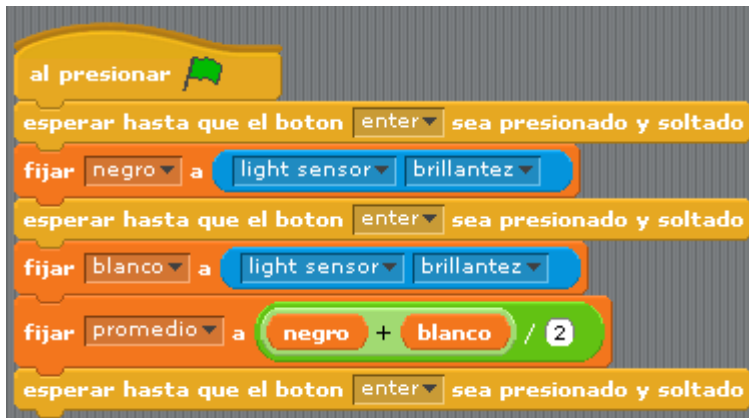 al presionar
esperar hasta que el boton enter sea presionado y soltado
fijar negro a light sensor brillantez
esperar hasta que el boton enter sea presionado y soltado
fijar blanco a light sensor brillantez
fijar promedio a negro + blanco / 2
esperar hasta que el boton enter sea presionado y soltado